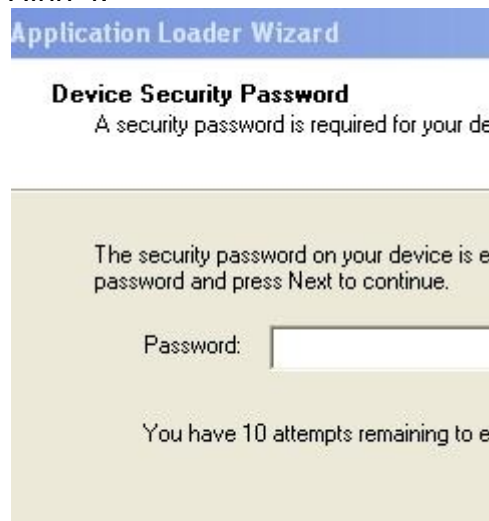 Application Loader Wizard
Device Security Password
A security password is required for your de
The security password on your device is e
password and press Next to continue.
Password:
You have 10 attempts remaining to e